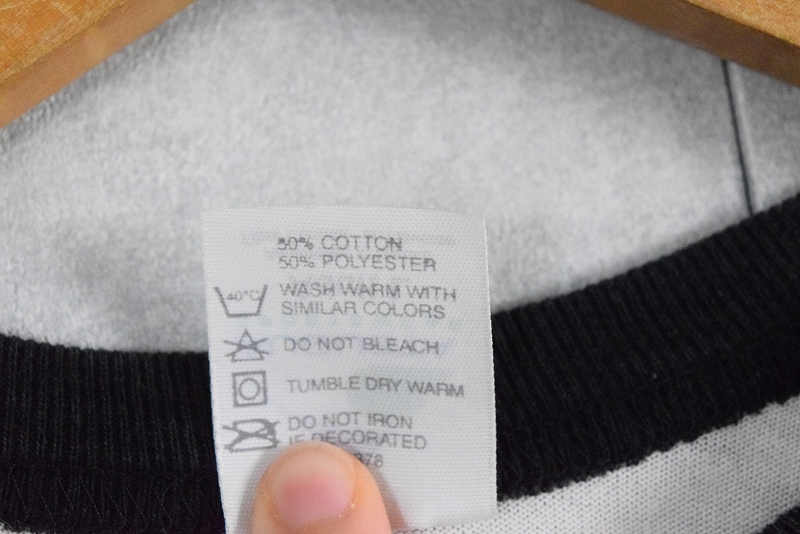 50% COTTON
50% POLYESTER
40°C
WASH WARM WITH
SIMILAR COLORS
DO NOT BLEACH
TUMBLE DRY WARM
DO NOT IRON
IF DECORATED